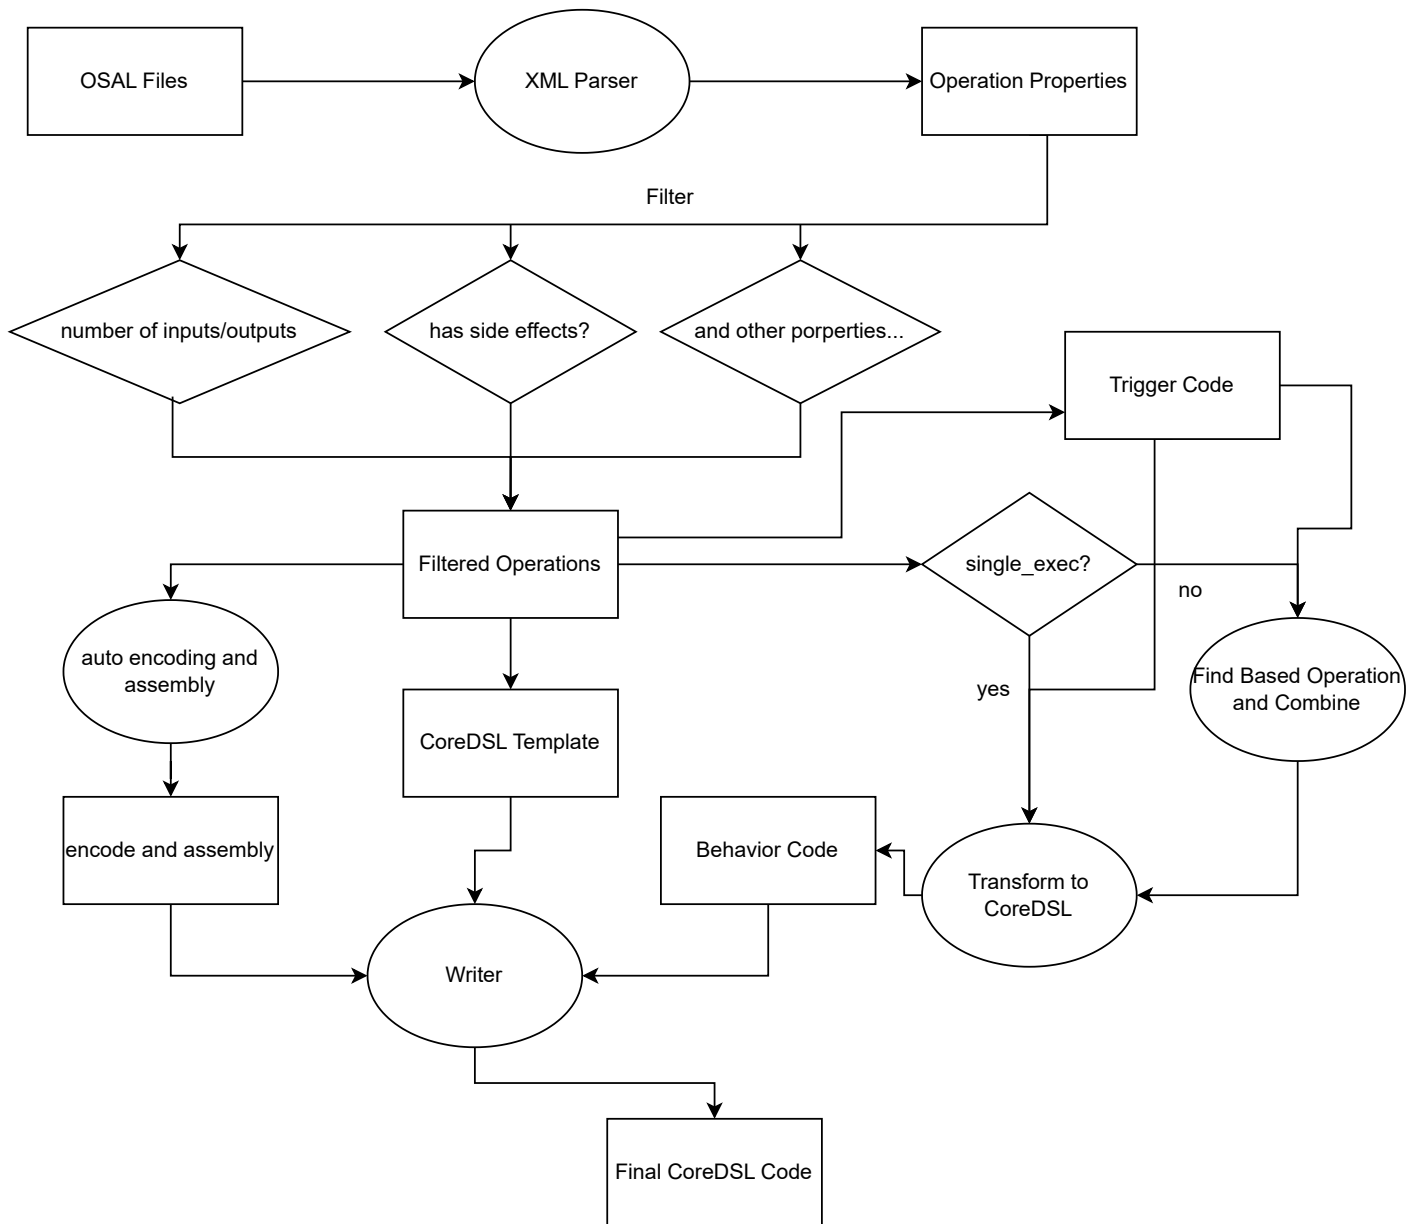 OSAL Files
XML Parser
Operation Properties
Filter
number of inputs/outputs
has side effects?
and other porperties...
Trigger Code
Filtered Operations
single_exec?
no
auto encoding and
assembly
Find Based Operation
and Combine
yes
CoreDSL Template
encode and assembly
Behavior Code
Transform to
CoreDSL
Writer
Final CoreDSL Code